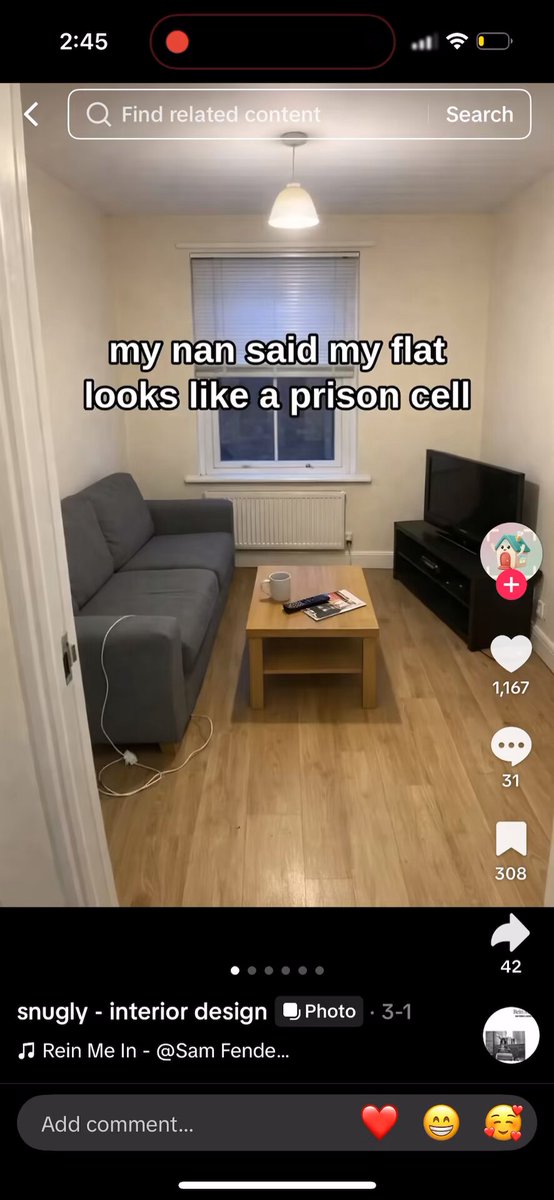 2:45
Find related content
Search
my nan said my flat
looks like a prison cell
1,167
31
308
42
snugly - interior design
Photo
· 3-1
Rein Me In - @Sam Fende...
Add comment...